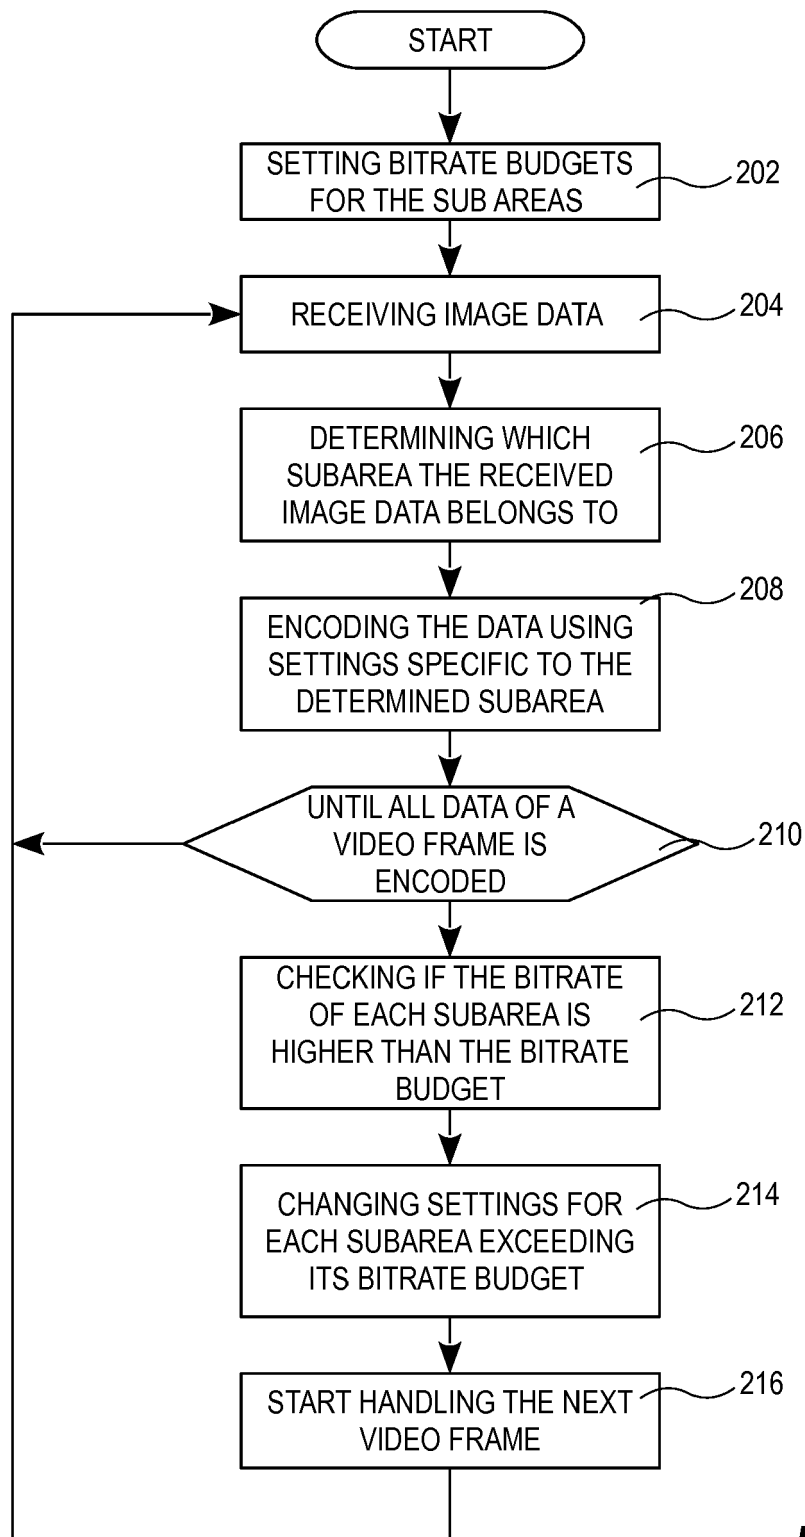 START
SETTING BITRATE BUDGETS
FOR THE SUB AREAS
202
RECEIVING IMAGE DATA
204
DETERMINING WHICH
SUBAREA THE RECEIVED
IMAGE DATA BELONGS TO
206
ENCODING THE DATA USING
SETTINGS SPECIFIC TO THE
DETERMINED SUBAREA
208
UNTIL ALL DATA OF A
VIDEO FRAME IS
ENCODED
210
CHECKING IF THE BITRATE
OF EACH SUBAREA IS
HIGHER THAN THE BITRATE
BUDGET
212
CHANGING SETTINGS FOR
EACH SUBAREA EXCEEDING
ITS BITRATE BUDGET
214
START HANDLING THE NEXT
VIDEO FRAME
216